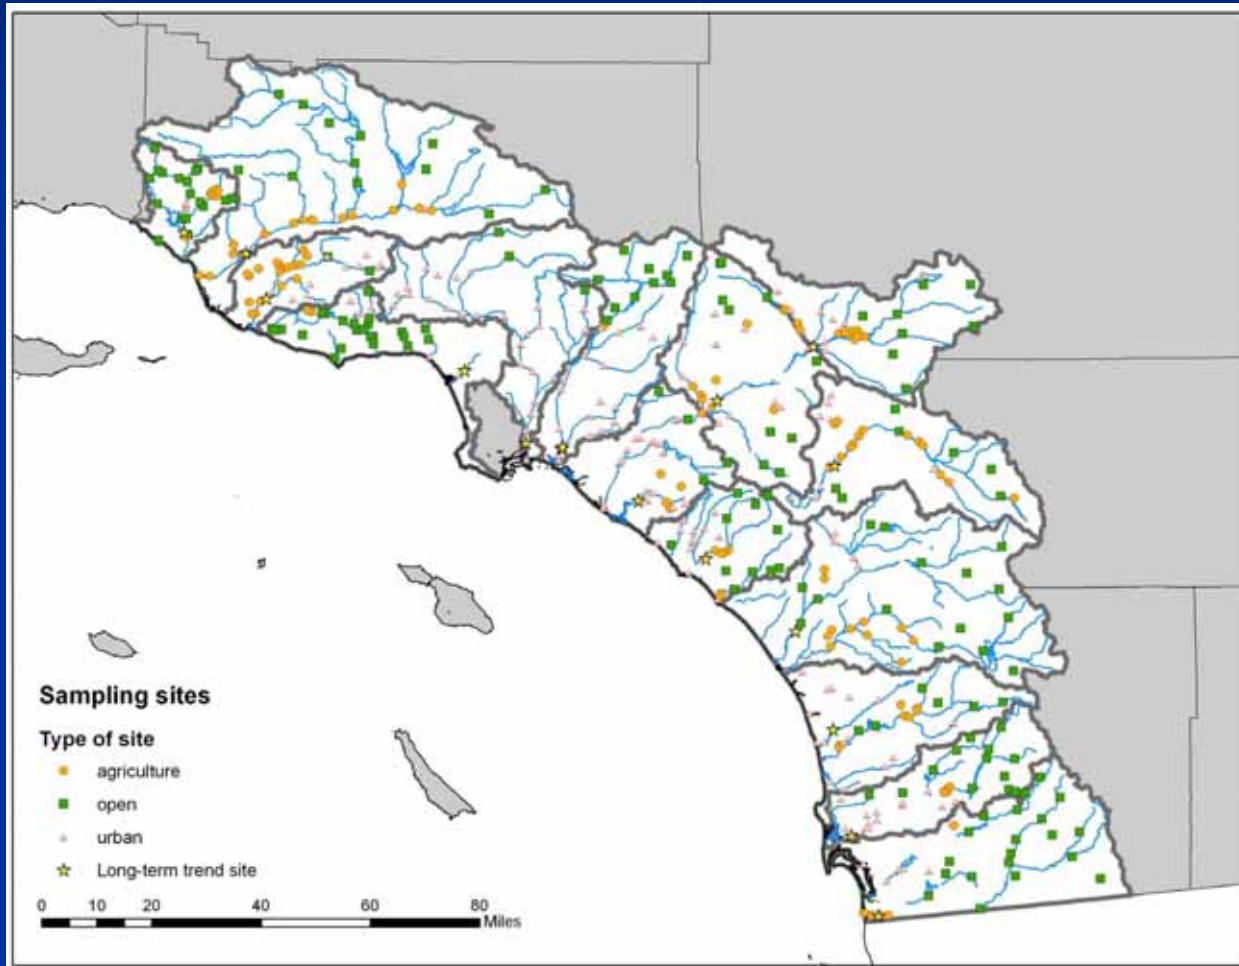 Sampling sites
Type of site
agriculture
open
urban
Long-term trend site
0 10 20 40 60 80
Miles